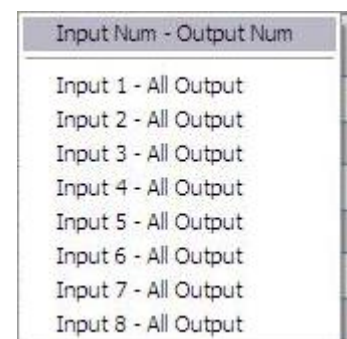 Input Num - Output Num
Input 1 - All Output
Input 2 - All Output
Input 3 - All Output
Input 4 - All Output
Input 5 - All Output
Input 6 - All Output
Input 7 - All Output
Input 8 - All Output